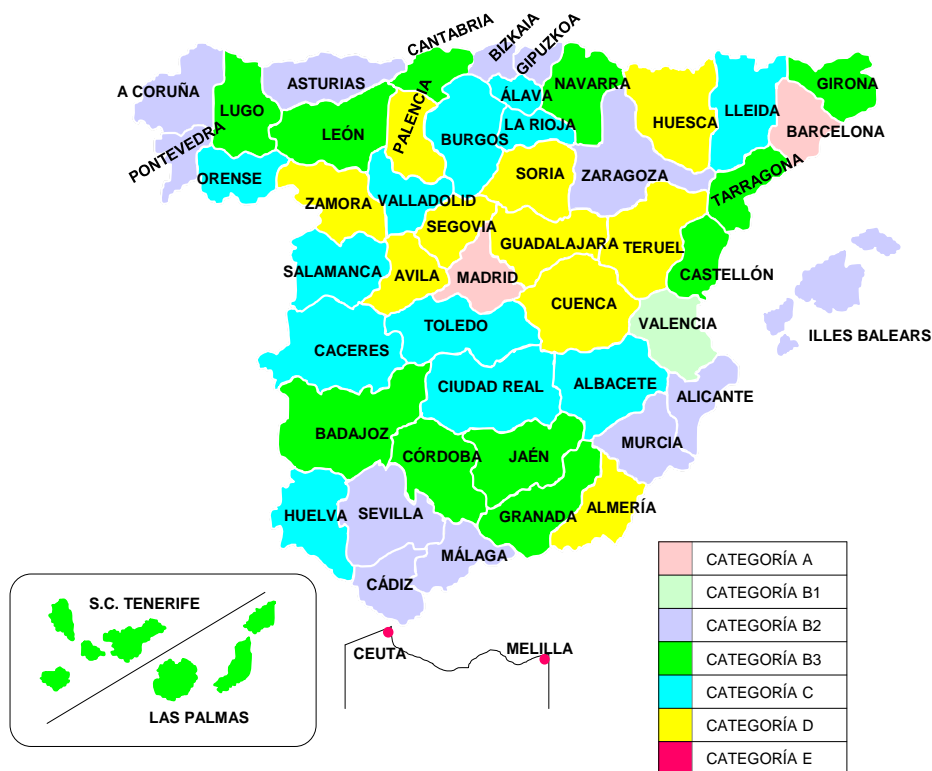 CANTABRIA
BIZKAIA
GIPUZKOA
A CORUÑA
ASTURIAS
LUGO
LEÓN
PALENCIA
BURGOS
ÁLAVA
LA RIOJA
NAVARRA
HUESCA
LLEIDA
GIRONA
BARCELONA
PONTEVEDRA
ORENSE
ZAMORA
VALLADOLID
SORIA
ZARAGOZA
TARRAGONA
SEGOVIA
GUADALAJARA
TERUEL
SALAMANCA
AVILA
MADRID
CASTELLÓN
CUENCA
TOLEDO
VALENCIA
ILLES BALEARS
CACERES
CIUDAD REAL
ALBACETE
ALICANTE
BADAJOZ
CÓRDOBA
JAÉN
MURCIA
HUELVA
SEVILLA
GRANADA
ALMERÍA
MÁLAGA
CÁDIZ
S.C. TENERIFE
LAS PALMAS
CEUTA
MELILLA
CATEGORÍA A
CATEGORÍA B1
CATEGORÍA B2
CATEGORÍA B3
CATEGORÍA C
CATEGORÍA D
CATEGORÍA E